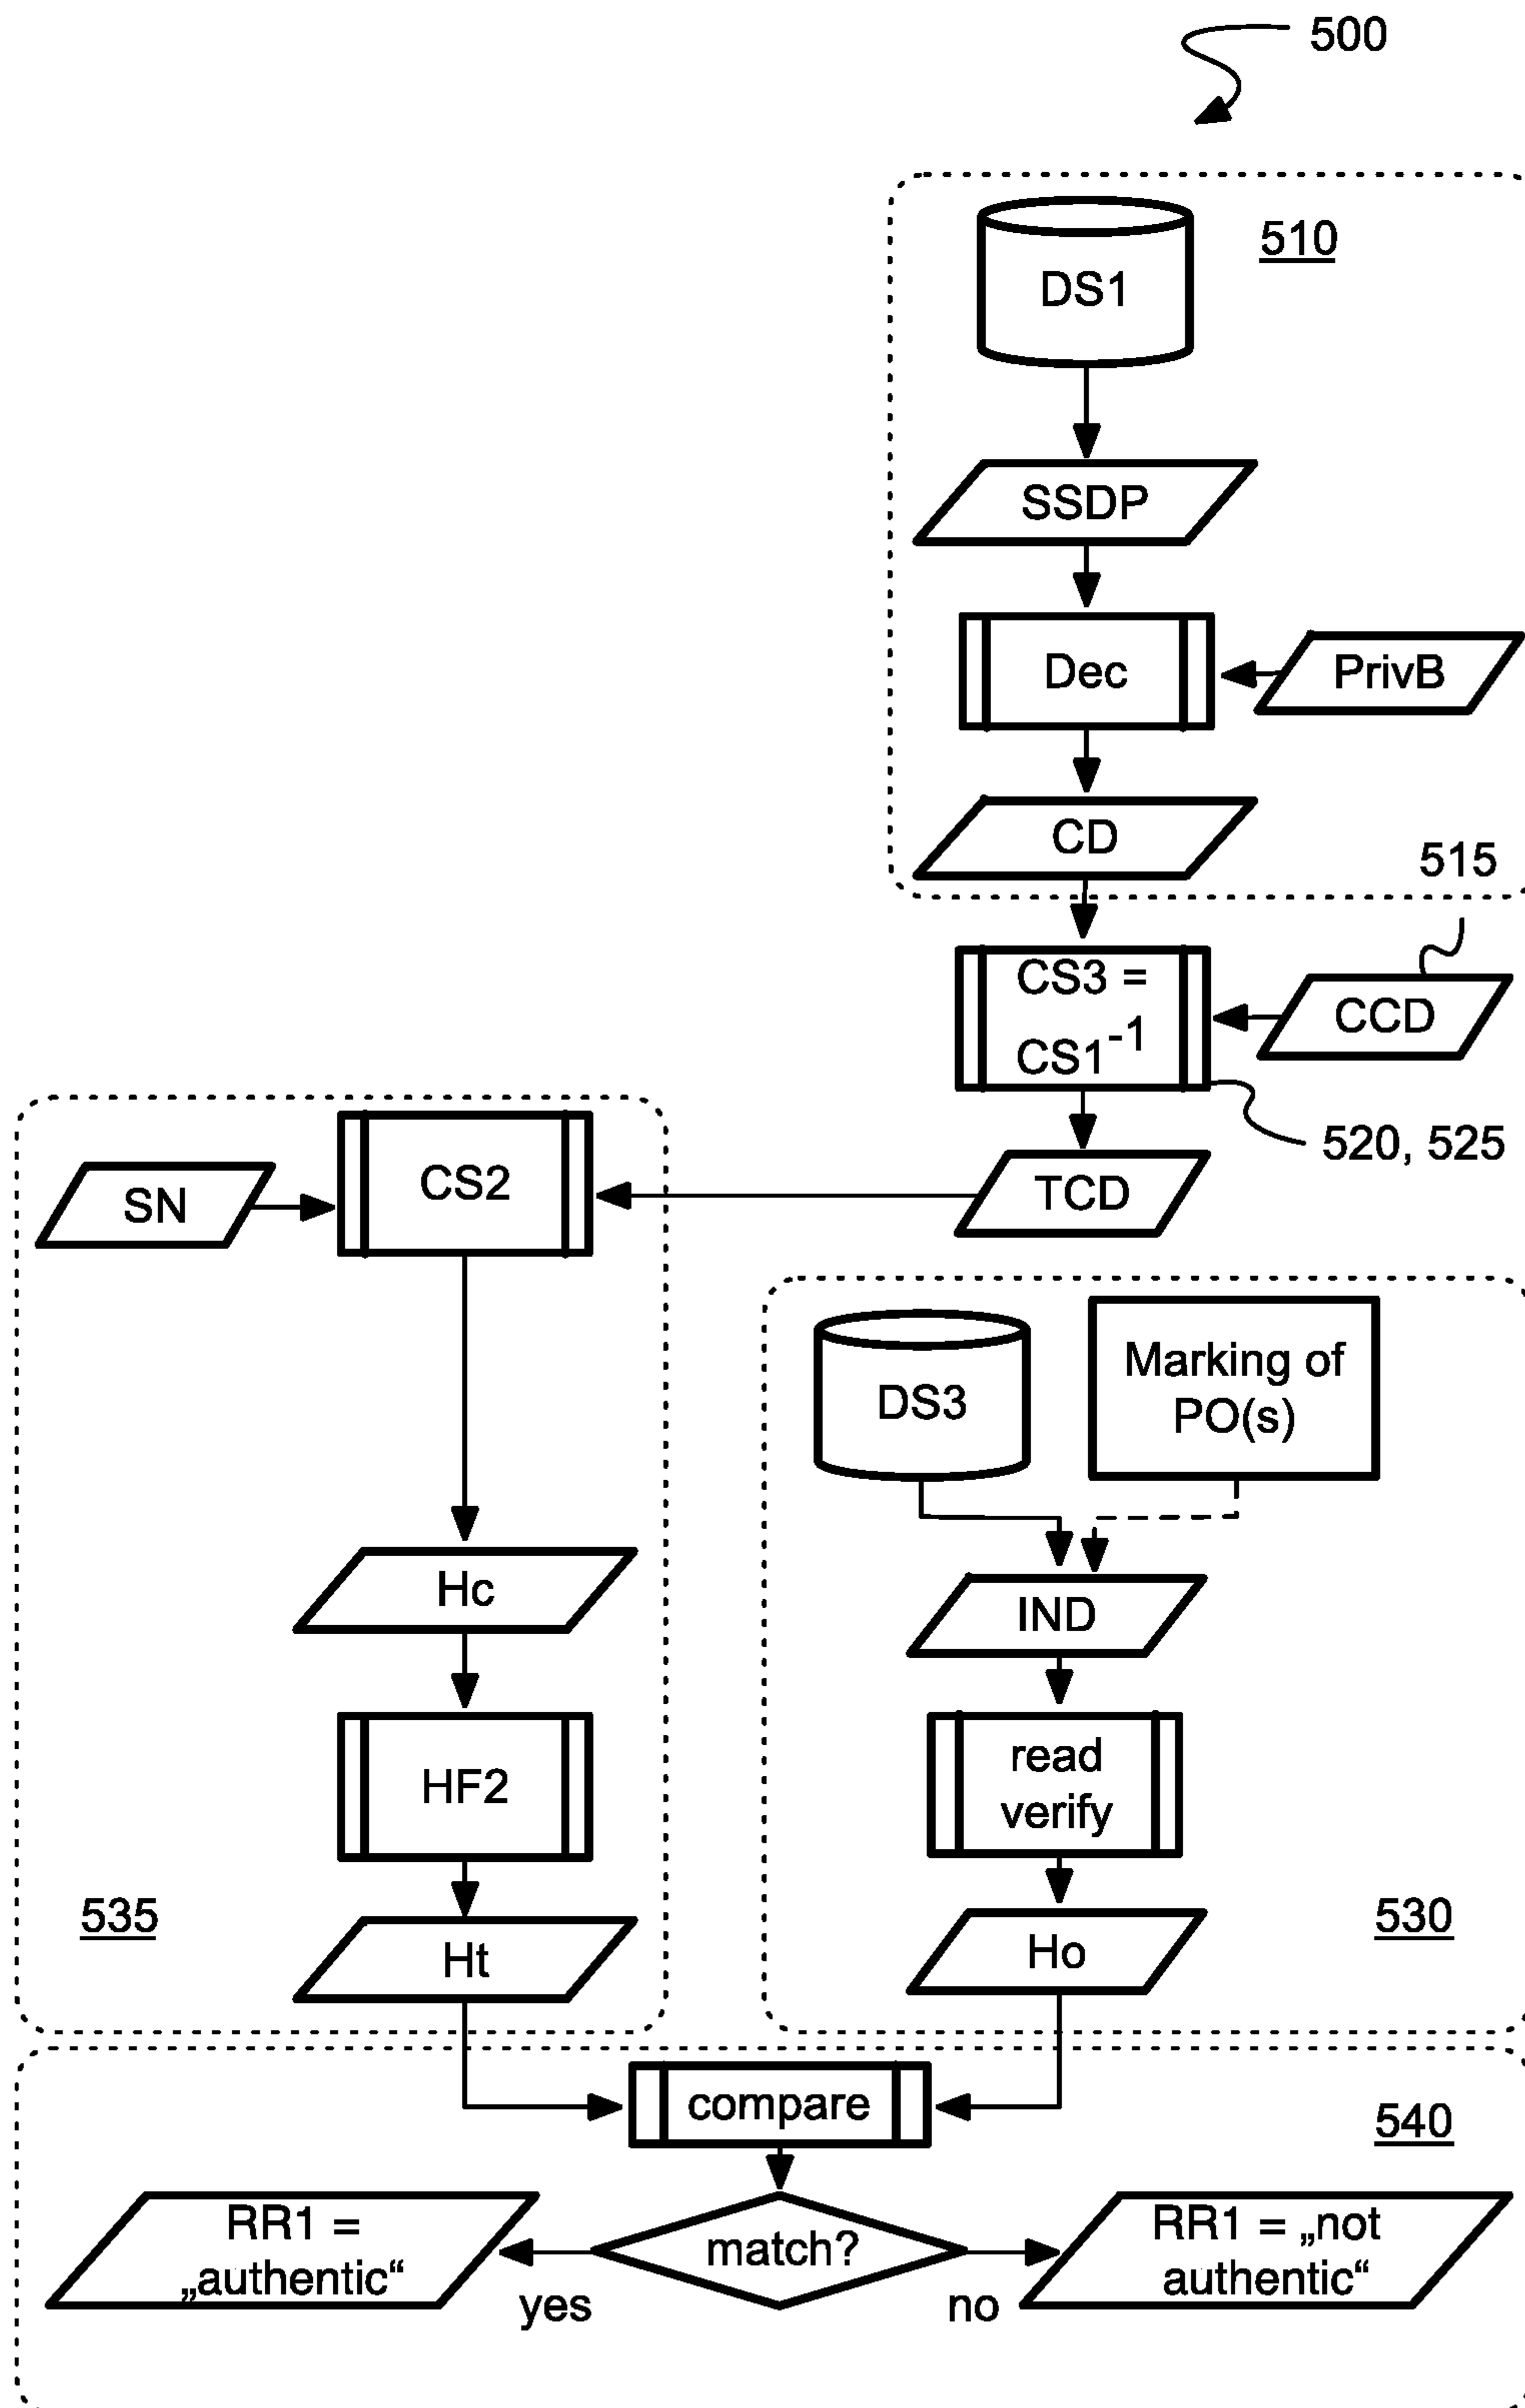 500
510
DS1
SSDP
Dec
PrivB
CD
515
CS3 =
CS1-1
CCD
520, 525
CS2
SN
TCD
DS3
Marking of
PO(s)
Hc
IND
HF2
read
verify
535
530
Ht
Ho
compare
540
RR1 =
„authentic“
match?
RR1 = „not
authentic“
yes
no